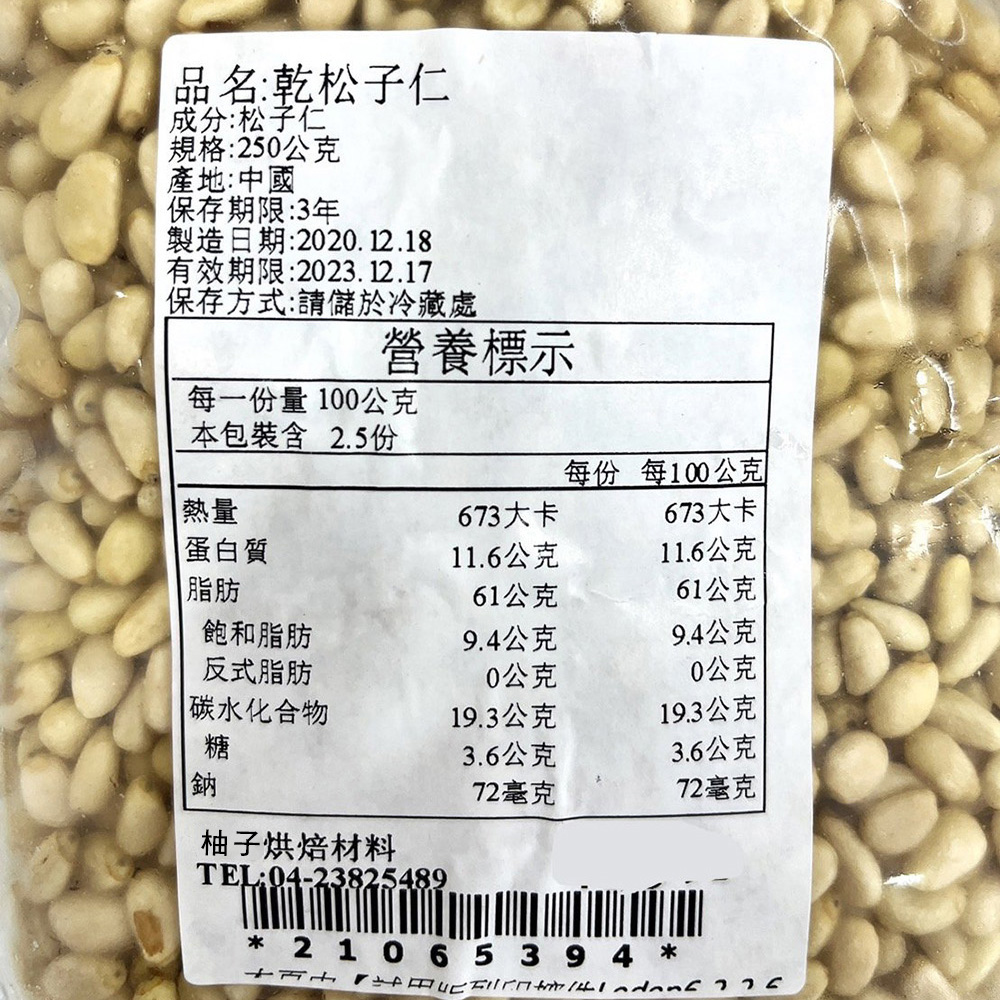 品名:乾松子仁
成分:松子仁
規格:250公克
產地:中國
保存期限:3年
製造日期:2020.12.18
有效期限:2023.12.17
保存方式:請儲於冷藏處
營養標示
每一份量 100公克
本包裝含 2.5份
每份 每100公克
熱量 673大卡 673大卡
蛋白質 11.6公克 11.6公克
脂肪 61公克 61公克
飽和脂肪 9.4公克 9.4公克
反式脂肪 0公克 0公克
碳水化合物 19.3公克 19.3公克
糖 3.6公克 3.6公克
鈉 72毫克 72毫克
柚子烘焙材料
TEL:04-23825489
*21065394*